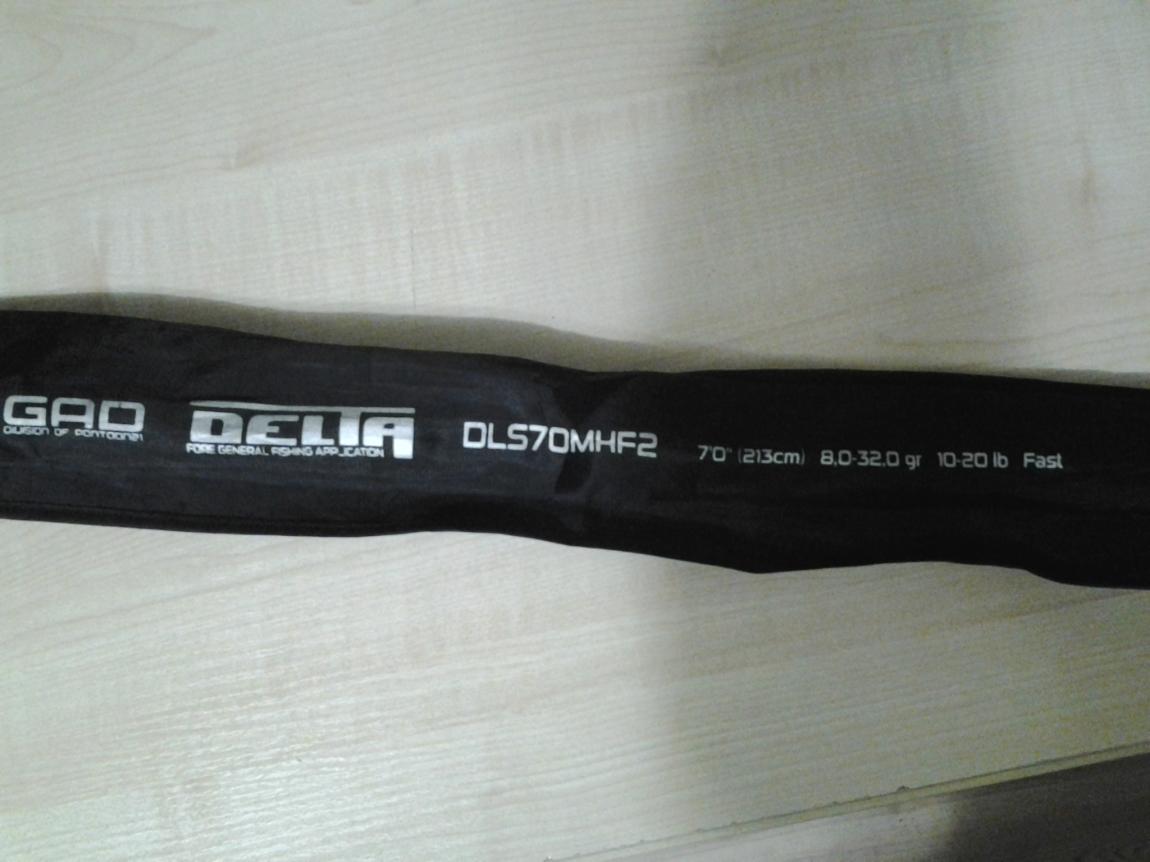 GAD
DIVISION OF PONTOON21
DELTA
FORE GENERAL FISHING APPLICATION
DLS70MHF2
7'0" (213cm) 8,0-32,0 gr 10-20 lb Fast